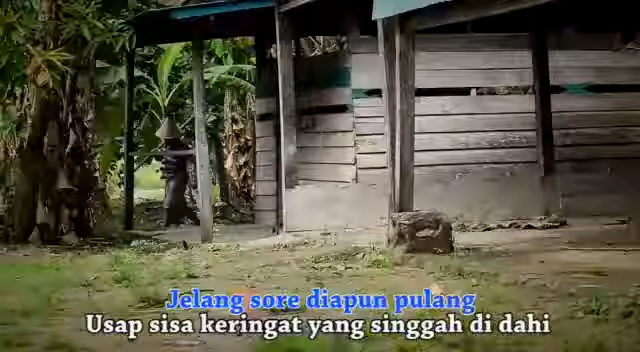 Jelang sore diapun pulang
Usap sisa keringat yang singgah di dahi